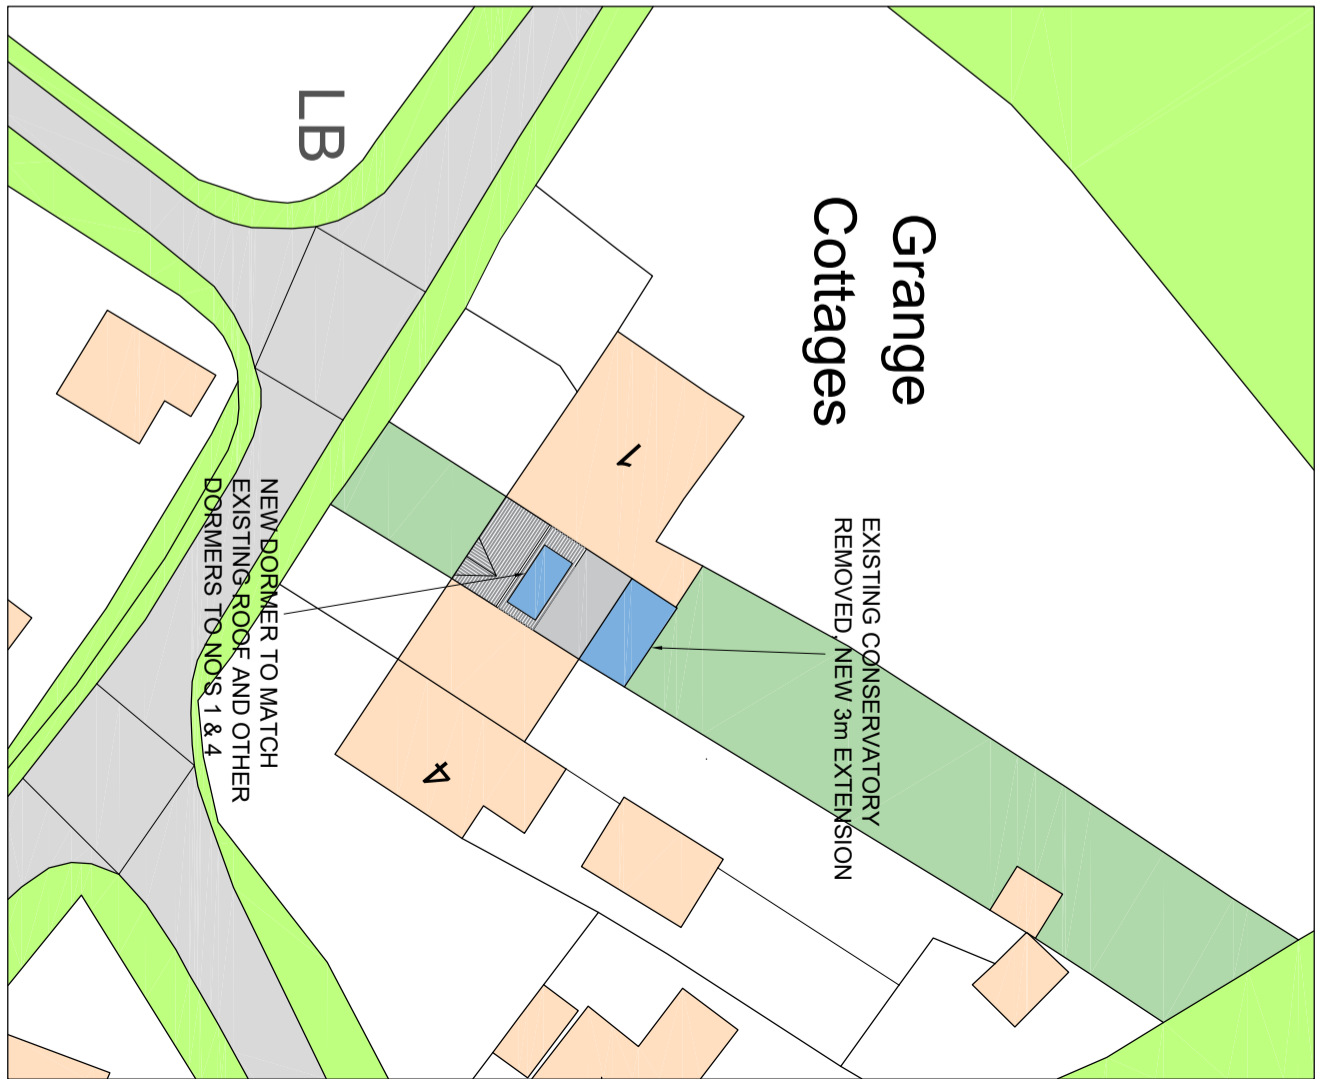 Grange
Cottages
LB
1
4
EXISTING CONSERVATORY
REMOVED, NEW 3m EXTENSION
NEW DORMER TO MATCH
EXISTING ROOF AND OTHER
DORMERS TO NO'S 1 & 4